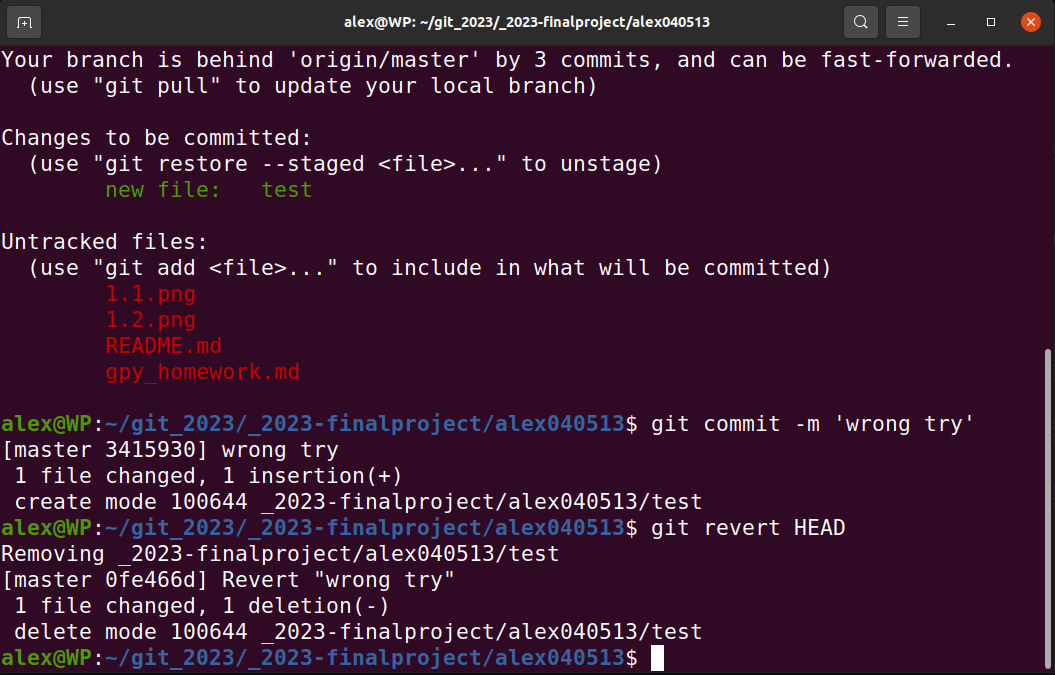 alex@WP: ~/git_2023/_2023-finalproject/alex040513
Your branch is behind 'origin/master' by 3 commits, and can be fast-forwarded.
  (use "git pull" to update your local branch)

Changes to be committed:
  (use "git restore --staged <file>..." to unstage)
        new file:   test

Untracked files:
  (use "git add <file>..." to include in what will be committed)
        1.1.png
        1.2.png
        README.md
        gpy_homework.md

alex@WP:~/git_2023/_2023-finalproject/alex040513$ git commit -m 'wrong try'
[master 3415930] wrong try
 1 file changed, 1 insertion(+)
 create mode 100644 _2023-finalproject/alex040513/test
alex@WP:~/git_2023/_2023-finalproject/alex040513$ git revert HEAD
Removing _2023-finalproject/alex040513/test
[master 0fe466d] Revert "wrong try"
 1 file changed, 1 deletion(-)
 delete mode 100644 _2023-finalproject/alex040513/test
alex@WP:~/git_2023/_2023-finalproject/alex040513$